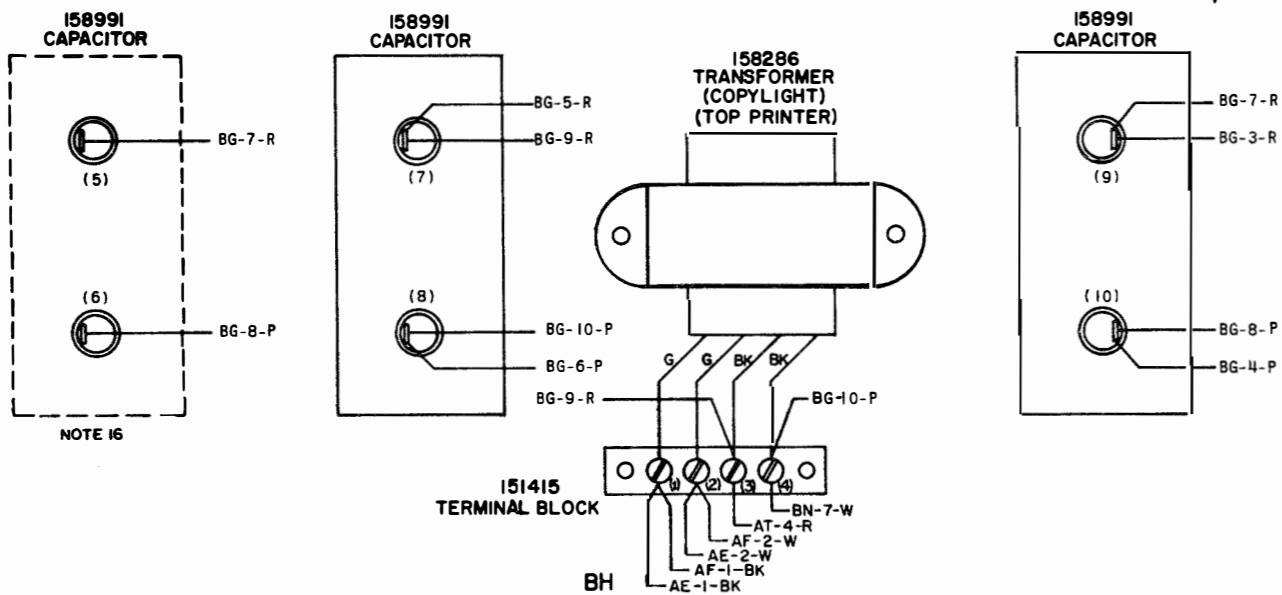 158991
CAPACITOR
BG-7-R
(5)
(6)
BG-8-P
NOTE 16
158991
CAPACITOR
BG-5-R
BG-9-R
(7)
(8)
BG-10-P
BG-6-P
158286
TRANSFORMER
(COPYLIGHT)
(TOP PRINTER)
G
G
BK
BK
BG-9-R
BG-10-P
151415
TERMINAL BLOCK
(1)
(2)
(3)
(4)
BN-7-W
AT-4-R
AF-2-W
AE-2-W
AF-1-BK
AE-1-BK
BH
158991
CAPACITOR
BG-7-R
BG-3-R
(9)
(10)
BG-8-P
BG-4-P